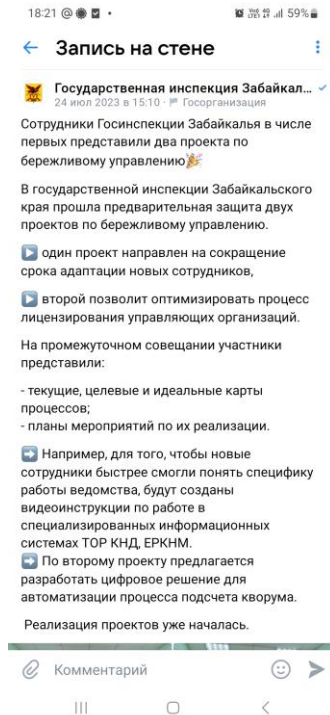 18:21
59%
Запись на стене
Государственная инспекция Забайкал...
24 июл 2023 в 15:10 · Госорганизация
Сотрудники Госинспекции Забайкалья в числе
первых представили два проекта по
бережливому управлению🎉
В государственной инспекции Забайкальского
края прошла предварительная защита двух
проектов по бережливому управлению.
▶️ один проект направлен на сокращение
срока адаптации новых сотрудников,
▶️ второй позволит оптимизировать процесс
лицензирования управляющих организаций.
На промежуточном совещании участники
представили:
- текущие, целевые и идеальные карты
процессов;
- планы мероприятий по их реализации.
➡️ Например, для того, чтобы новые
сотрудники быстрее смогли понять специфику
работы ведомства, будут созданы
видеоинструкции по работе в
специализированных информационных
системах ТОР КНД, ЕРКНМ.
➡️ По второму проекту предлагается
разработать цифровое решение для
автоматизации процесса подсчета кворума.
Реализация проектов уже началась.
Комментарий